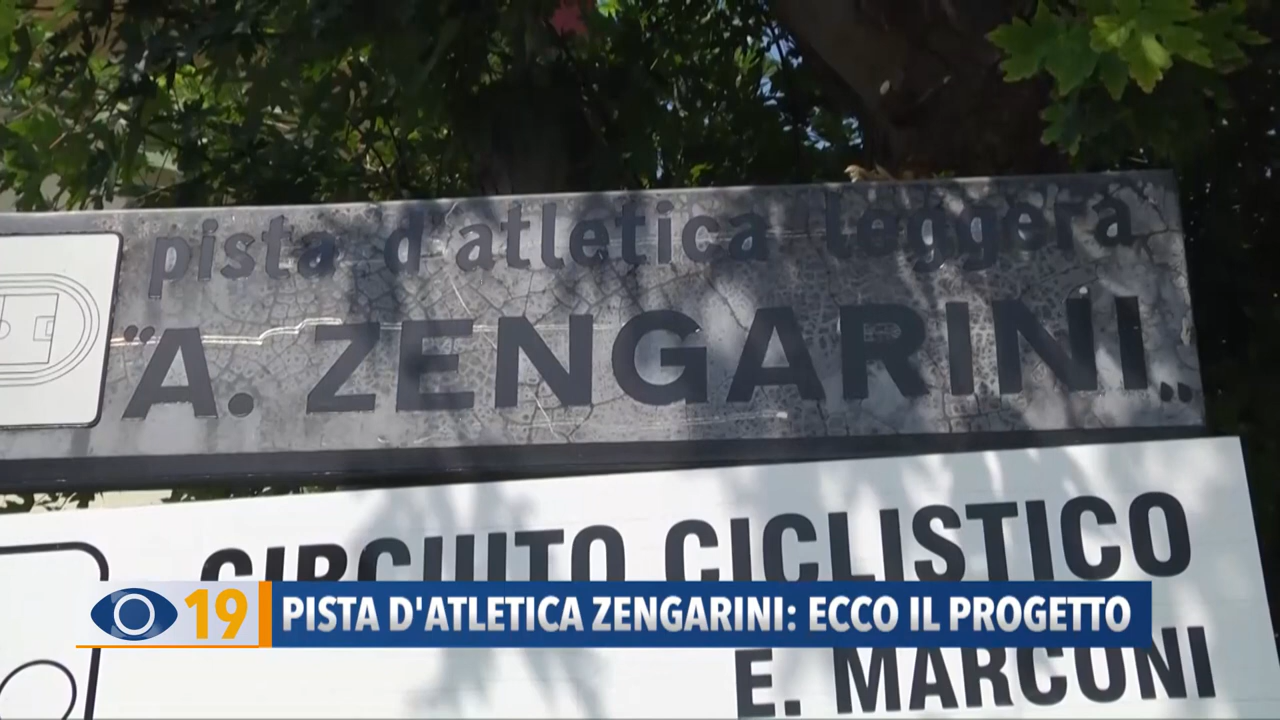 pista d'atletica leggera
"A. ZENGARINI"
CIRCUITO CICLISTICO
19 PISTA D'ATLETICA ZENGARINI: ECCO IL PROGETTO
E. MARCONI